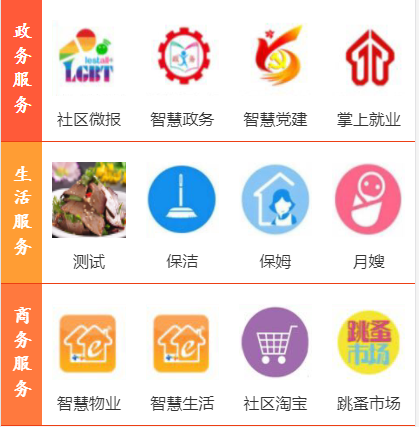 政务服务
lestalk
LGBT
政务
社区微报 智慧政务 智慧党建 掌上就业
生活服务
测试 保洁 保姆 月嫂
商务服务
e
e
跳蚤
市场
智慧物业 智慧生活 社区淘宝 跳蚤市场